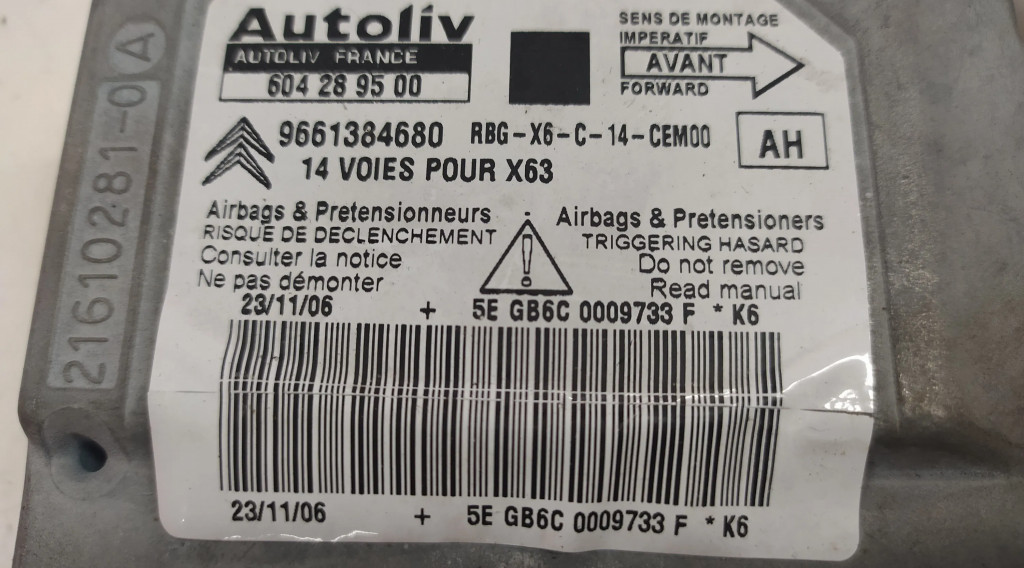 Autoliv
AUTOLIV FRANCE
604 28 95 00
SENS DE MONTAGE
IMPERATIF
AVANT
FORWARD
9661384680 RBG-X6-C-14-CEM00
AH
14 VOIES POUR X63
Airbags & Pretensionneurs
RISQUE DE DECLENCHEMENT
Consulter la notice
Ne pas démonter
!
Airbags & Pretensioners
TRIGGERING HASARD
Do not remove
Read manual
23/11/06 + 5E GB6C 0009733 F * K6
23/11/06 + 5E GB6C 0009733 F * K6
21610281-0 A